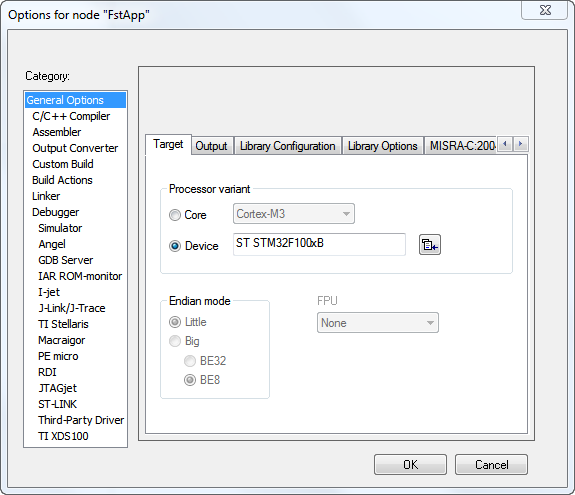 Options for node "FstApp"
Category:
General Options
C/C++ Compiler
Assembler
Output Converter
Custom Build
Build Actions
Linker
Debugger
Simulator
Angel
GDB Server
IAR ROM-monitor
I-jet
J-Link/J-Trace
TI Stellaris
Macraigor
PE micro
RDI
JTAGjet
ST-LINK
Third-Party Driver
TI XDS100
Target Output Library Configuration Library Options MISRA-C:200
Processor variant
Core Cortex-M3
Device ST STM32F100xB
Endian mode
Little
Big
BE32
BE8
FPU
None
OK Cancel